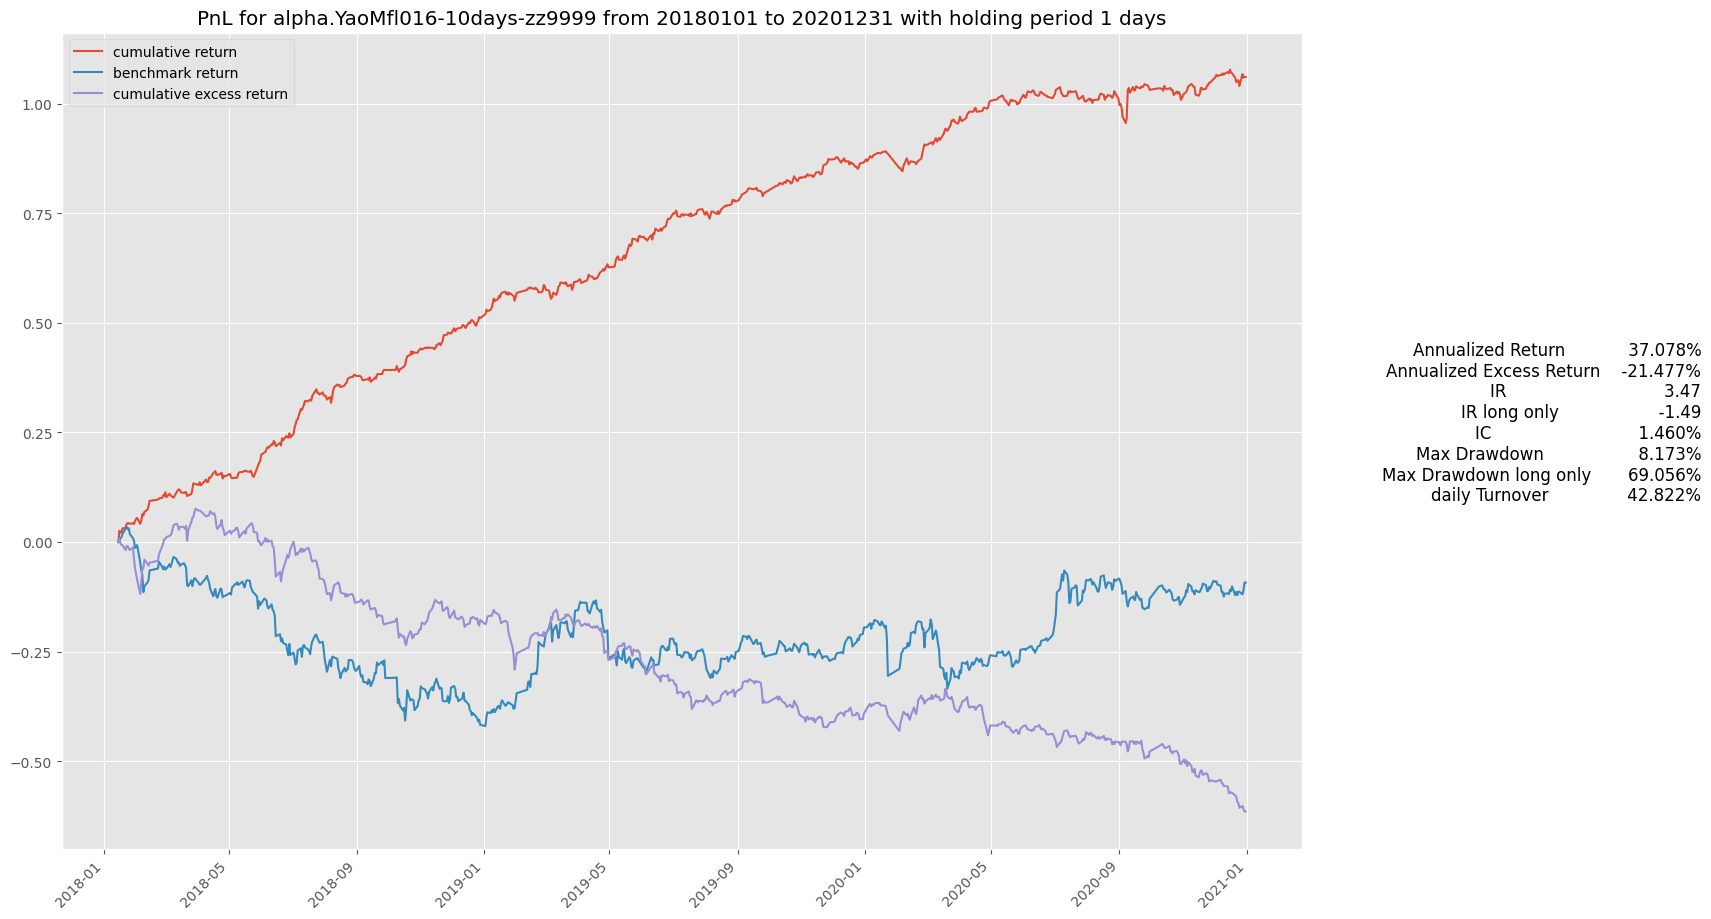 PnL for alpha.YaoMfl016-10days-zz9999 from 20180101 to 20201231 with holding period 1 days
cumulative return
benchmark return
cumulative excess return
1.00
0.75
0.50
0.25
0.00
−0.25
−0.50
2018-01
2018-05
2018-09
2019-01
2019-05
2019-09
2020-01
2020-05
2020-09
2021-01
Annualized Return 37.078%
Annualized Excess Return -21.477%
IR 3.47
IR long only -1.49
IC 1.460%
Max Drawdown 8.173%
Max Drawdown long only 69.056%
daily Turnover 42.822%